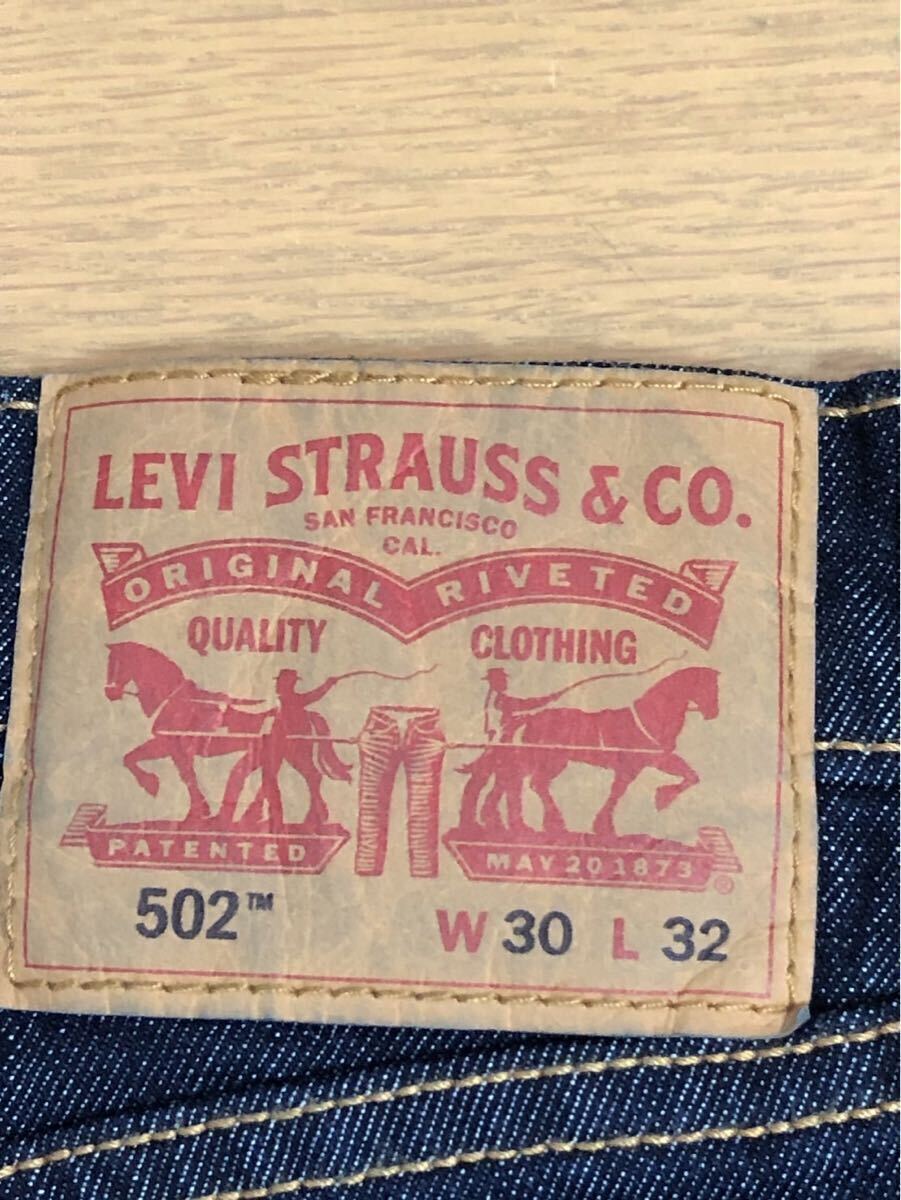 LEVI STRAUSS & CO.
SAN FRANCISCO
CAL.
ORIGINAL RIVETED
QUALITY CLOTHING
PATENTED MAY 20 1873 ®
502™ W 30 L 32